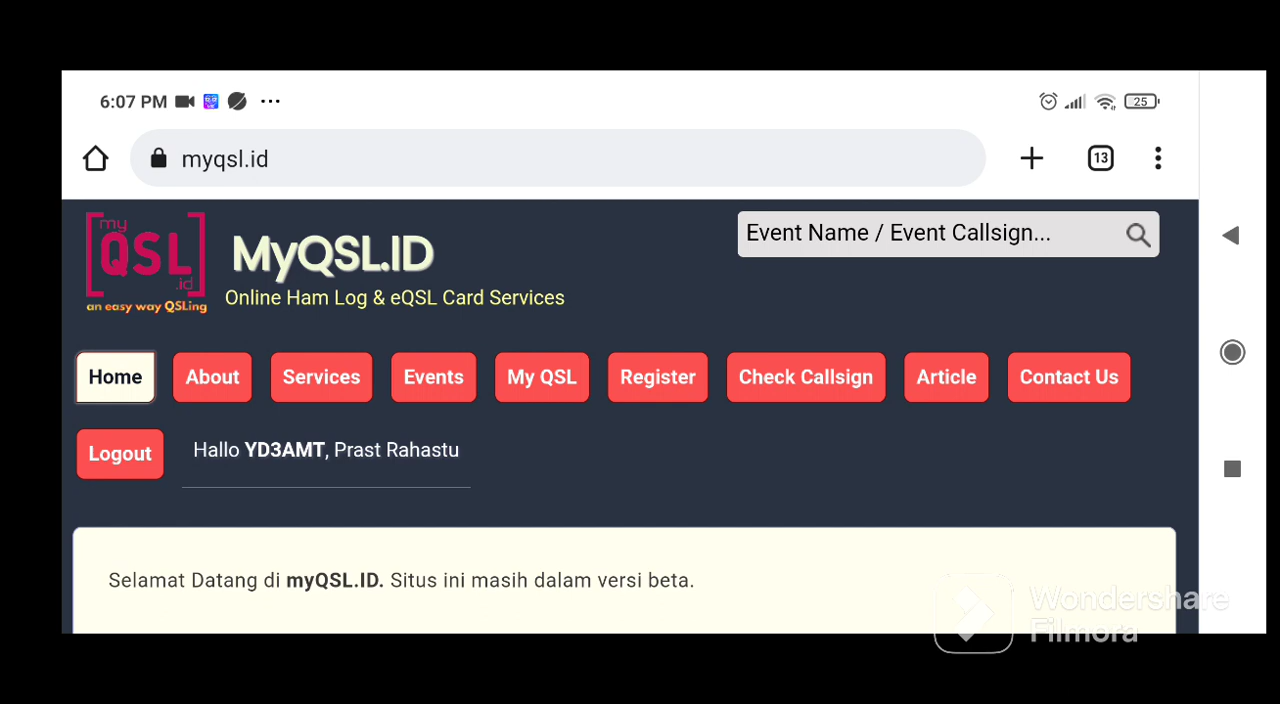 6:07 PM
25
myqsl.id
13
my
QSL
.id
an easy way QSLing
MyQSL.ID
Online Ham Log & eQSL Card Services
Event Name / Event Callsign...
Home About Services Events My QSL Register Check Callsign Article Contact Us
Logout Hallo YD3AMT, Prast Rahastu
Selamat Datang di myQSL.ID. Situs ini masih dalam versi beta.
Wondershare
Filmora